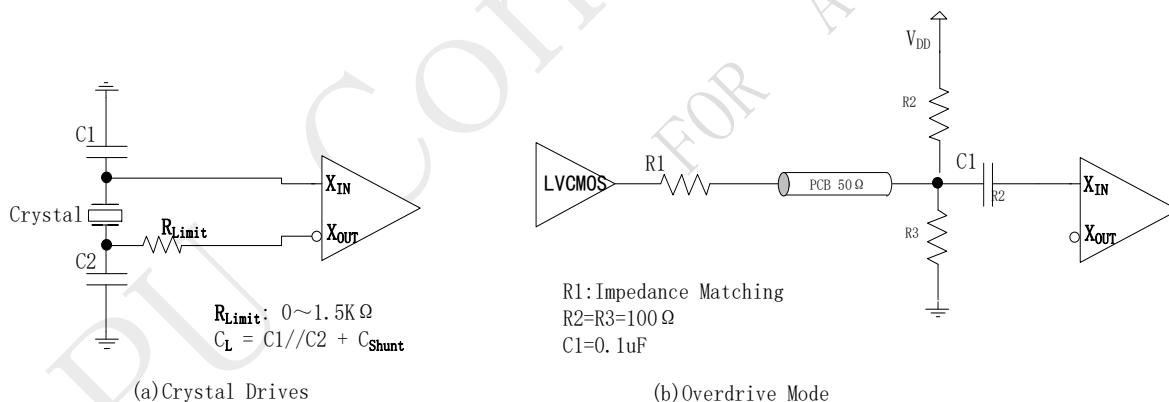 V_DD
C1
R2
C1
R1
LVCMOS
PCB 50Ω
R2
X_IN
X_IN
Crystal
R_Limit
X_OUT
R3
X_OUT
C2
R_Limit: 0~1.5KΩ
C_L = C1//C2 + C_Shunt
R1:Impedance Matching
R2=R3=100Ω
C1=0.1uF
(a)Crystal Drives
(b)Overdrive Mode
FOR